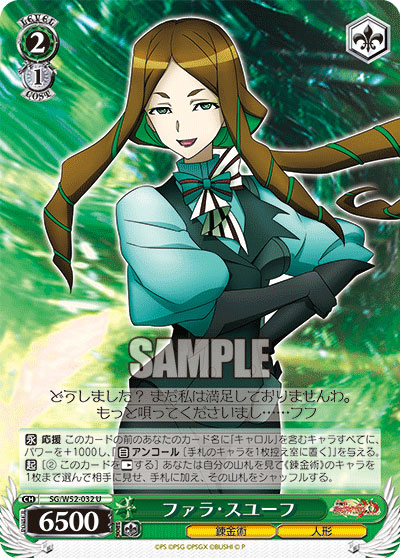 LEVEL
2
1
COST
SAMPLE
どうしました？ まだ私は満足しておりませんわ。
もっと唄ってくださいまし……フフ
永 応援 このカードの前のあなたのカード名に「キャロル」を含むキャラすべてに、
パワーを＋1000し、『自 アンコール ［手札のキャラを1枚控室に置く］』を与える。
起 ［② このカードをレストする］ あなたは自分の山札を見て《錬金術》のキャラを
1枚まで選んで相手に見せ、手札に加え、その山札をシャッフルする。
CH SG/W52-032 U
6500
ファラ・スユーフ
錬金術 人形
©PS ©PSG ©PSGX ©BUSHI © P